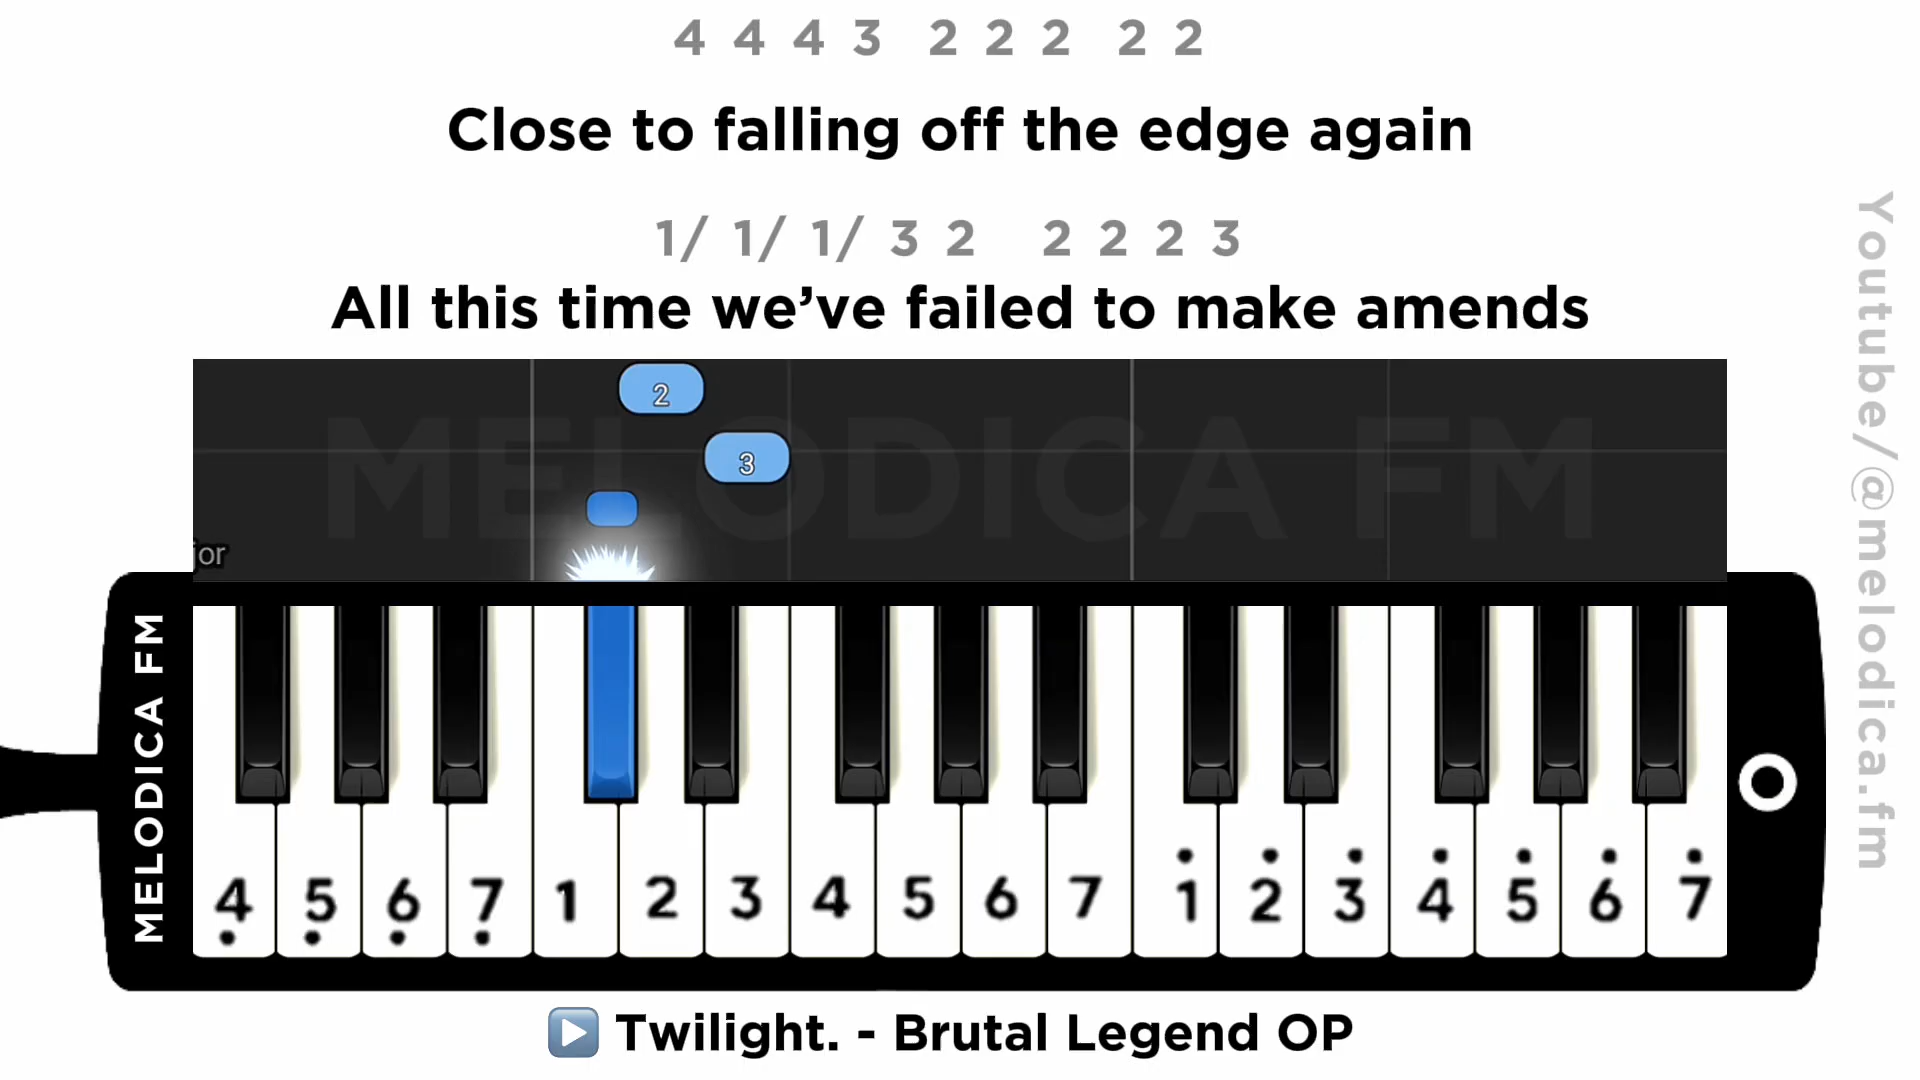 4 4 4 3 2 2 2 2 2
Close to falling off the edge again
1/ 1/ 1/ 3 2 2 2 2 3
All this time we’ve failed to make amends
Youtube/@melodica.fm
2
MELODICA FM
3
jor
MELODICA FM
4 5 6 7 1 2 3 4 5 6 7 1 2 3 4 5 6 7
Twilight. - Brutal Legend OP